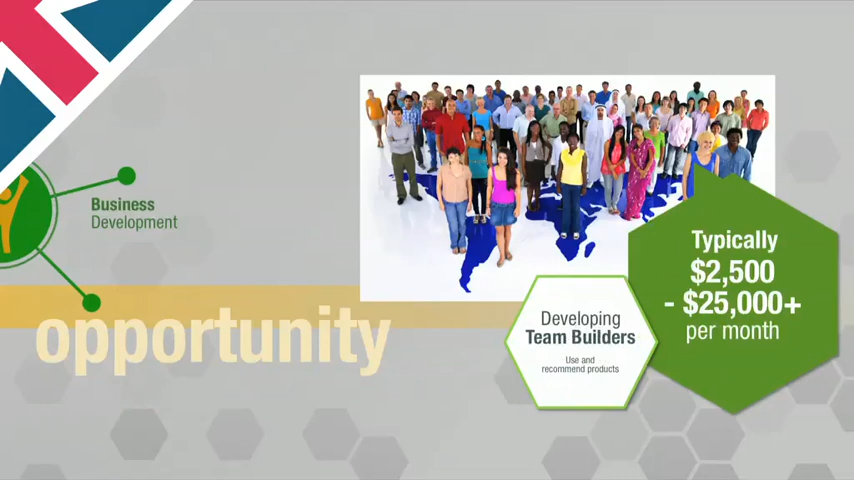 Business
Development
opportunity
Developing
Team Builders
Use and
recommend products
Typically
$2,500
- $25,000+
per month